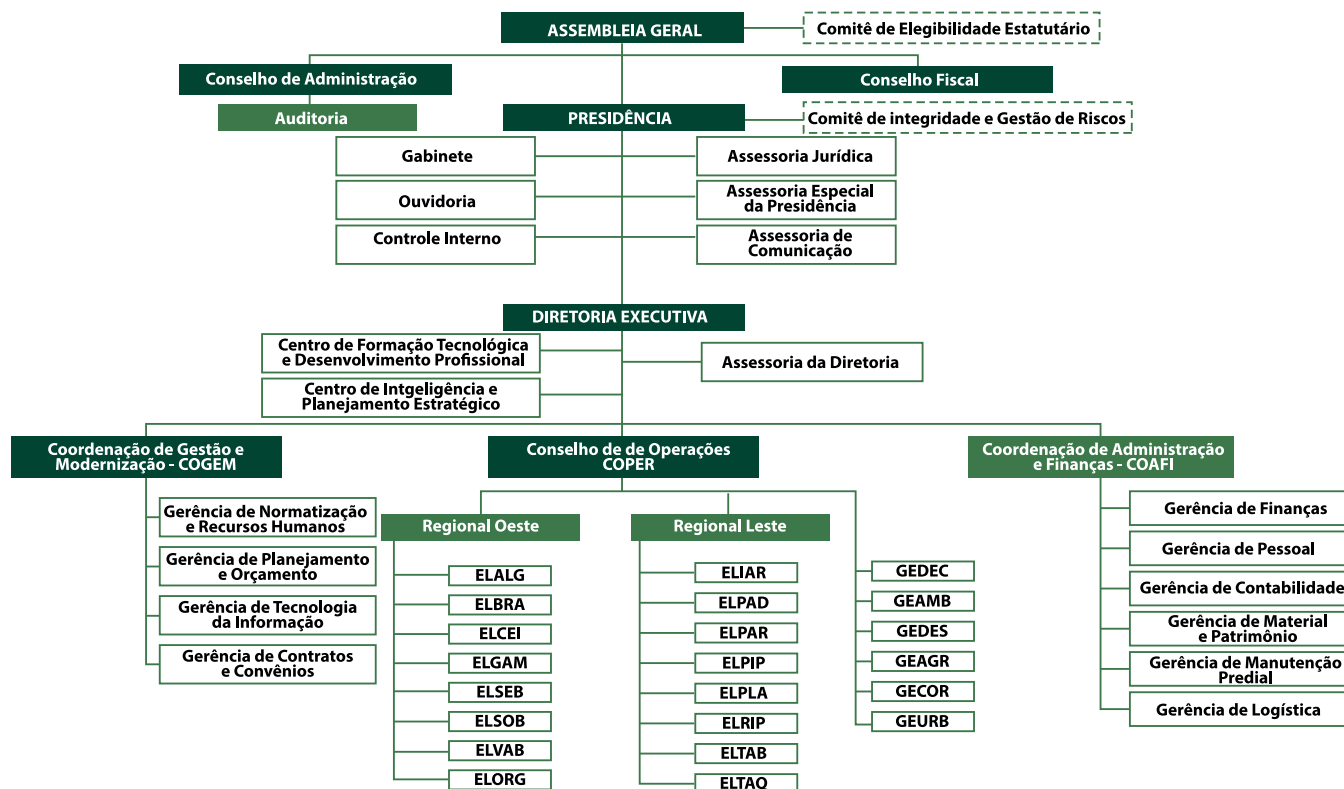 ASSEMBLEIA GERAL
Comitê de Elegibilidade Estatutário
Conselho de Administração
Conselho Fiscal
Auditoria
PRESIDÊNCIA
Comitê de integridade e Gestão de Riscos
Gabinete
Assessoria Jurídica
Ouvidoria
Assessoria Especial
da Presidência
Controle Interno
Assessoria de
Comunicação
DIRETORIA EXECUTIVA
Centro de Formação Tecnológica
e Desenvolvimento Profissional
Assessoria da Diretoria
Centro de Intgeligência e
Planejamento Estratégico
Coordenação de Gestão e
Modernização - COGEM
Conselho de de Operações
COPER
Coordenação de Administração
e Finanças - COAFI
Gerência de Normatização
e Recursos Humanos
Gerência de Planejamento
e Orçamento
Gerência de Tecnologia
da Informação
Gerência de Contratos
e Convênios
Regional Oeste
ELALG
ELBRA
ELCEI
ELGAM
ELSEB
ELSOB
ELVAB
ELORG
Regional Leste
ELIAR
ELPAD
ELPAR
ELPIP
ELPLA
ELRIP
ELTAB
ELTAQ
GEDEC
GEAMB
GEDES
GEAGR
GECOR
GEURB
Gerência de Finanças
Gerência de Pessoal
Gerência de Contabilidade
Gerência de Material
e Patrimônio
Gerência de Manutenção
Predial
Gerência de Logística